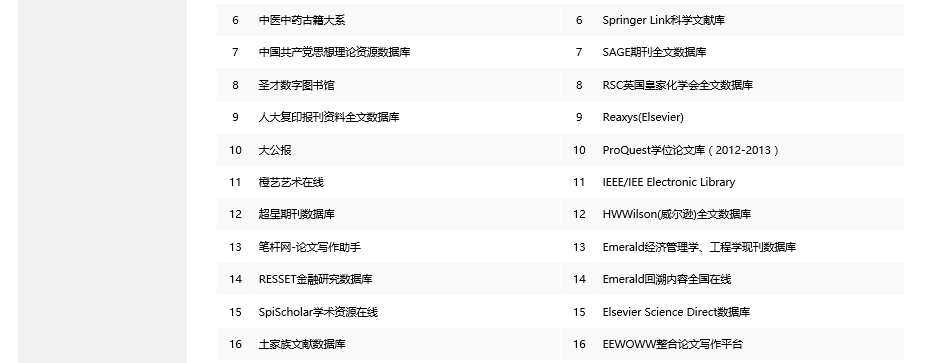 6 中医中药古籍大系 6 Springer Link科学文献库
7 中国共产党思想理论资源数据库 7 SAGE期刊全文数据库
8 圣才数字图书馆 8 RSC英国皇家化学会全文数据库
9 人大复印报刊资料全文数据库 9 Reaxys(Elsevier)
10 大公报 10 ProQuest学位论文库（2012-2013）
11 橙艺艺术在线 11 IEEE/IEE Electronic Library
12 超星期刊数据库 12 HWWilson(威尔逊)全文数据库
13 笔杆网-论文写作助手 13 Emerald经济管理学、工程学现刊数据库
14 RESSET金融研究数据库 14 Emerald回溯内容全国在线
15 SpiScholar学术资源在线 15 Elsevier Science Direct数据库
16 土家族文献数据库 16 EEWOWW整合论文写作平台